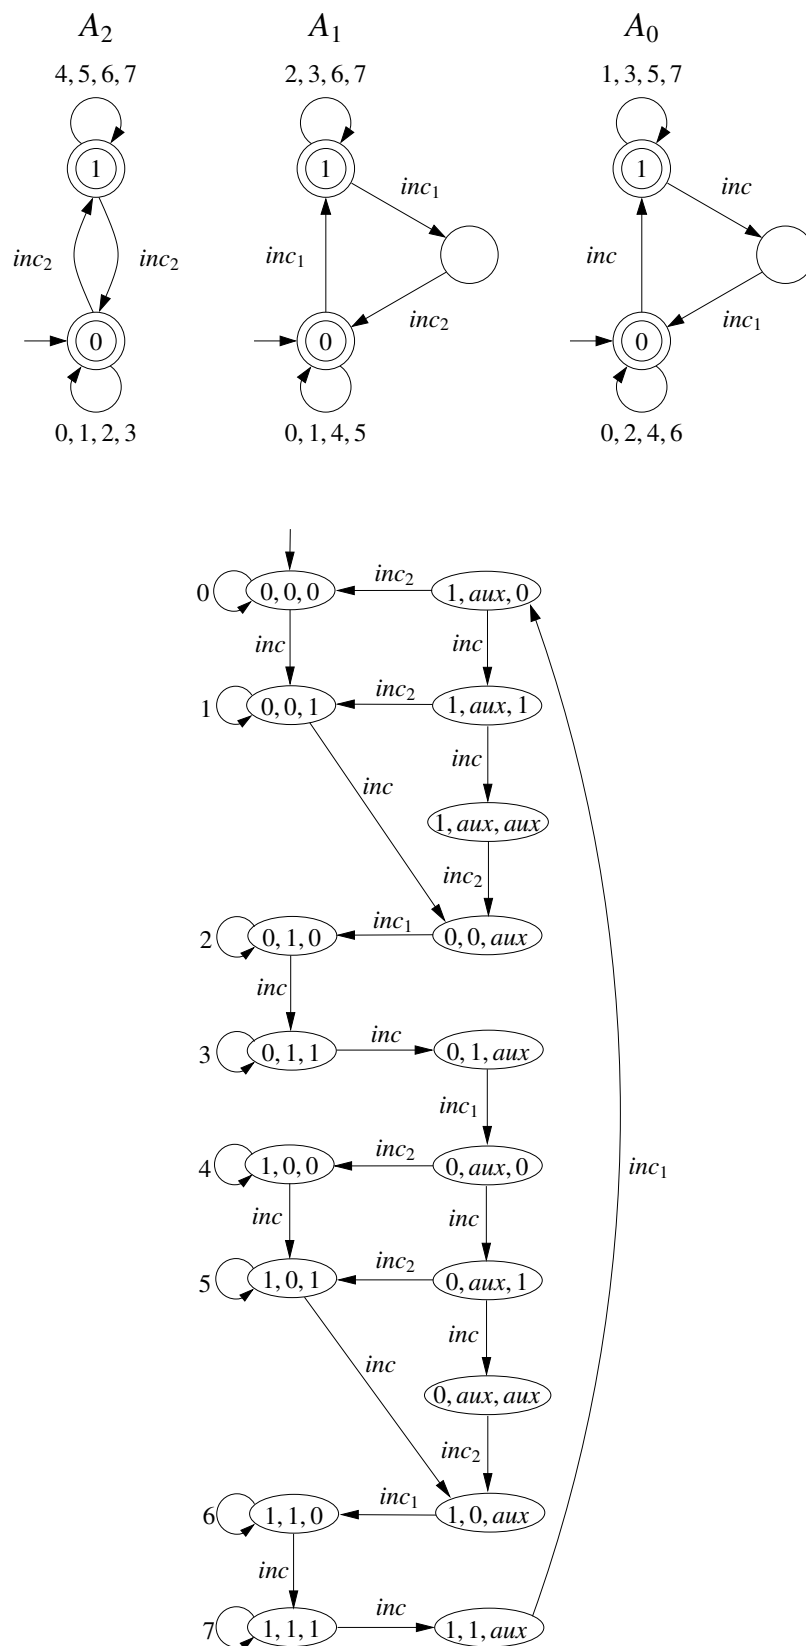 A2 A1 A0
4, 5, 6, 7 2, 3, 6, 7 1, 3, 5, 7
1 1 1
inc1 inc
inc2 inc2 inc1 inc
inc2 inc1
0 0 0
0, 1, 2, 3 0, 1, 4, 5 0, 2, 4, 6
0 0, 0, 0 inc2 1, aux, 0
inc inc
1 0, 0, 1 inc2 1, aux, 1
inc inc
1, aux, aux
inc2
2 0, 1, 0 inc1 0, 0, aux
inc
3 0, 1, 1 inc 0, 1, aux
inc1
4 1, 0, 0 inc2 0, aux, 0
inc1
inc inc
5 1, 0, 1 inc2 0, aux, 1
inc inc
0, aux, aux
inc2
6 1, 1, 0 inc1 1, 0, aux
inc
7 1, 1, 1 inc 1, 1, aux